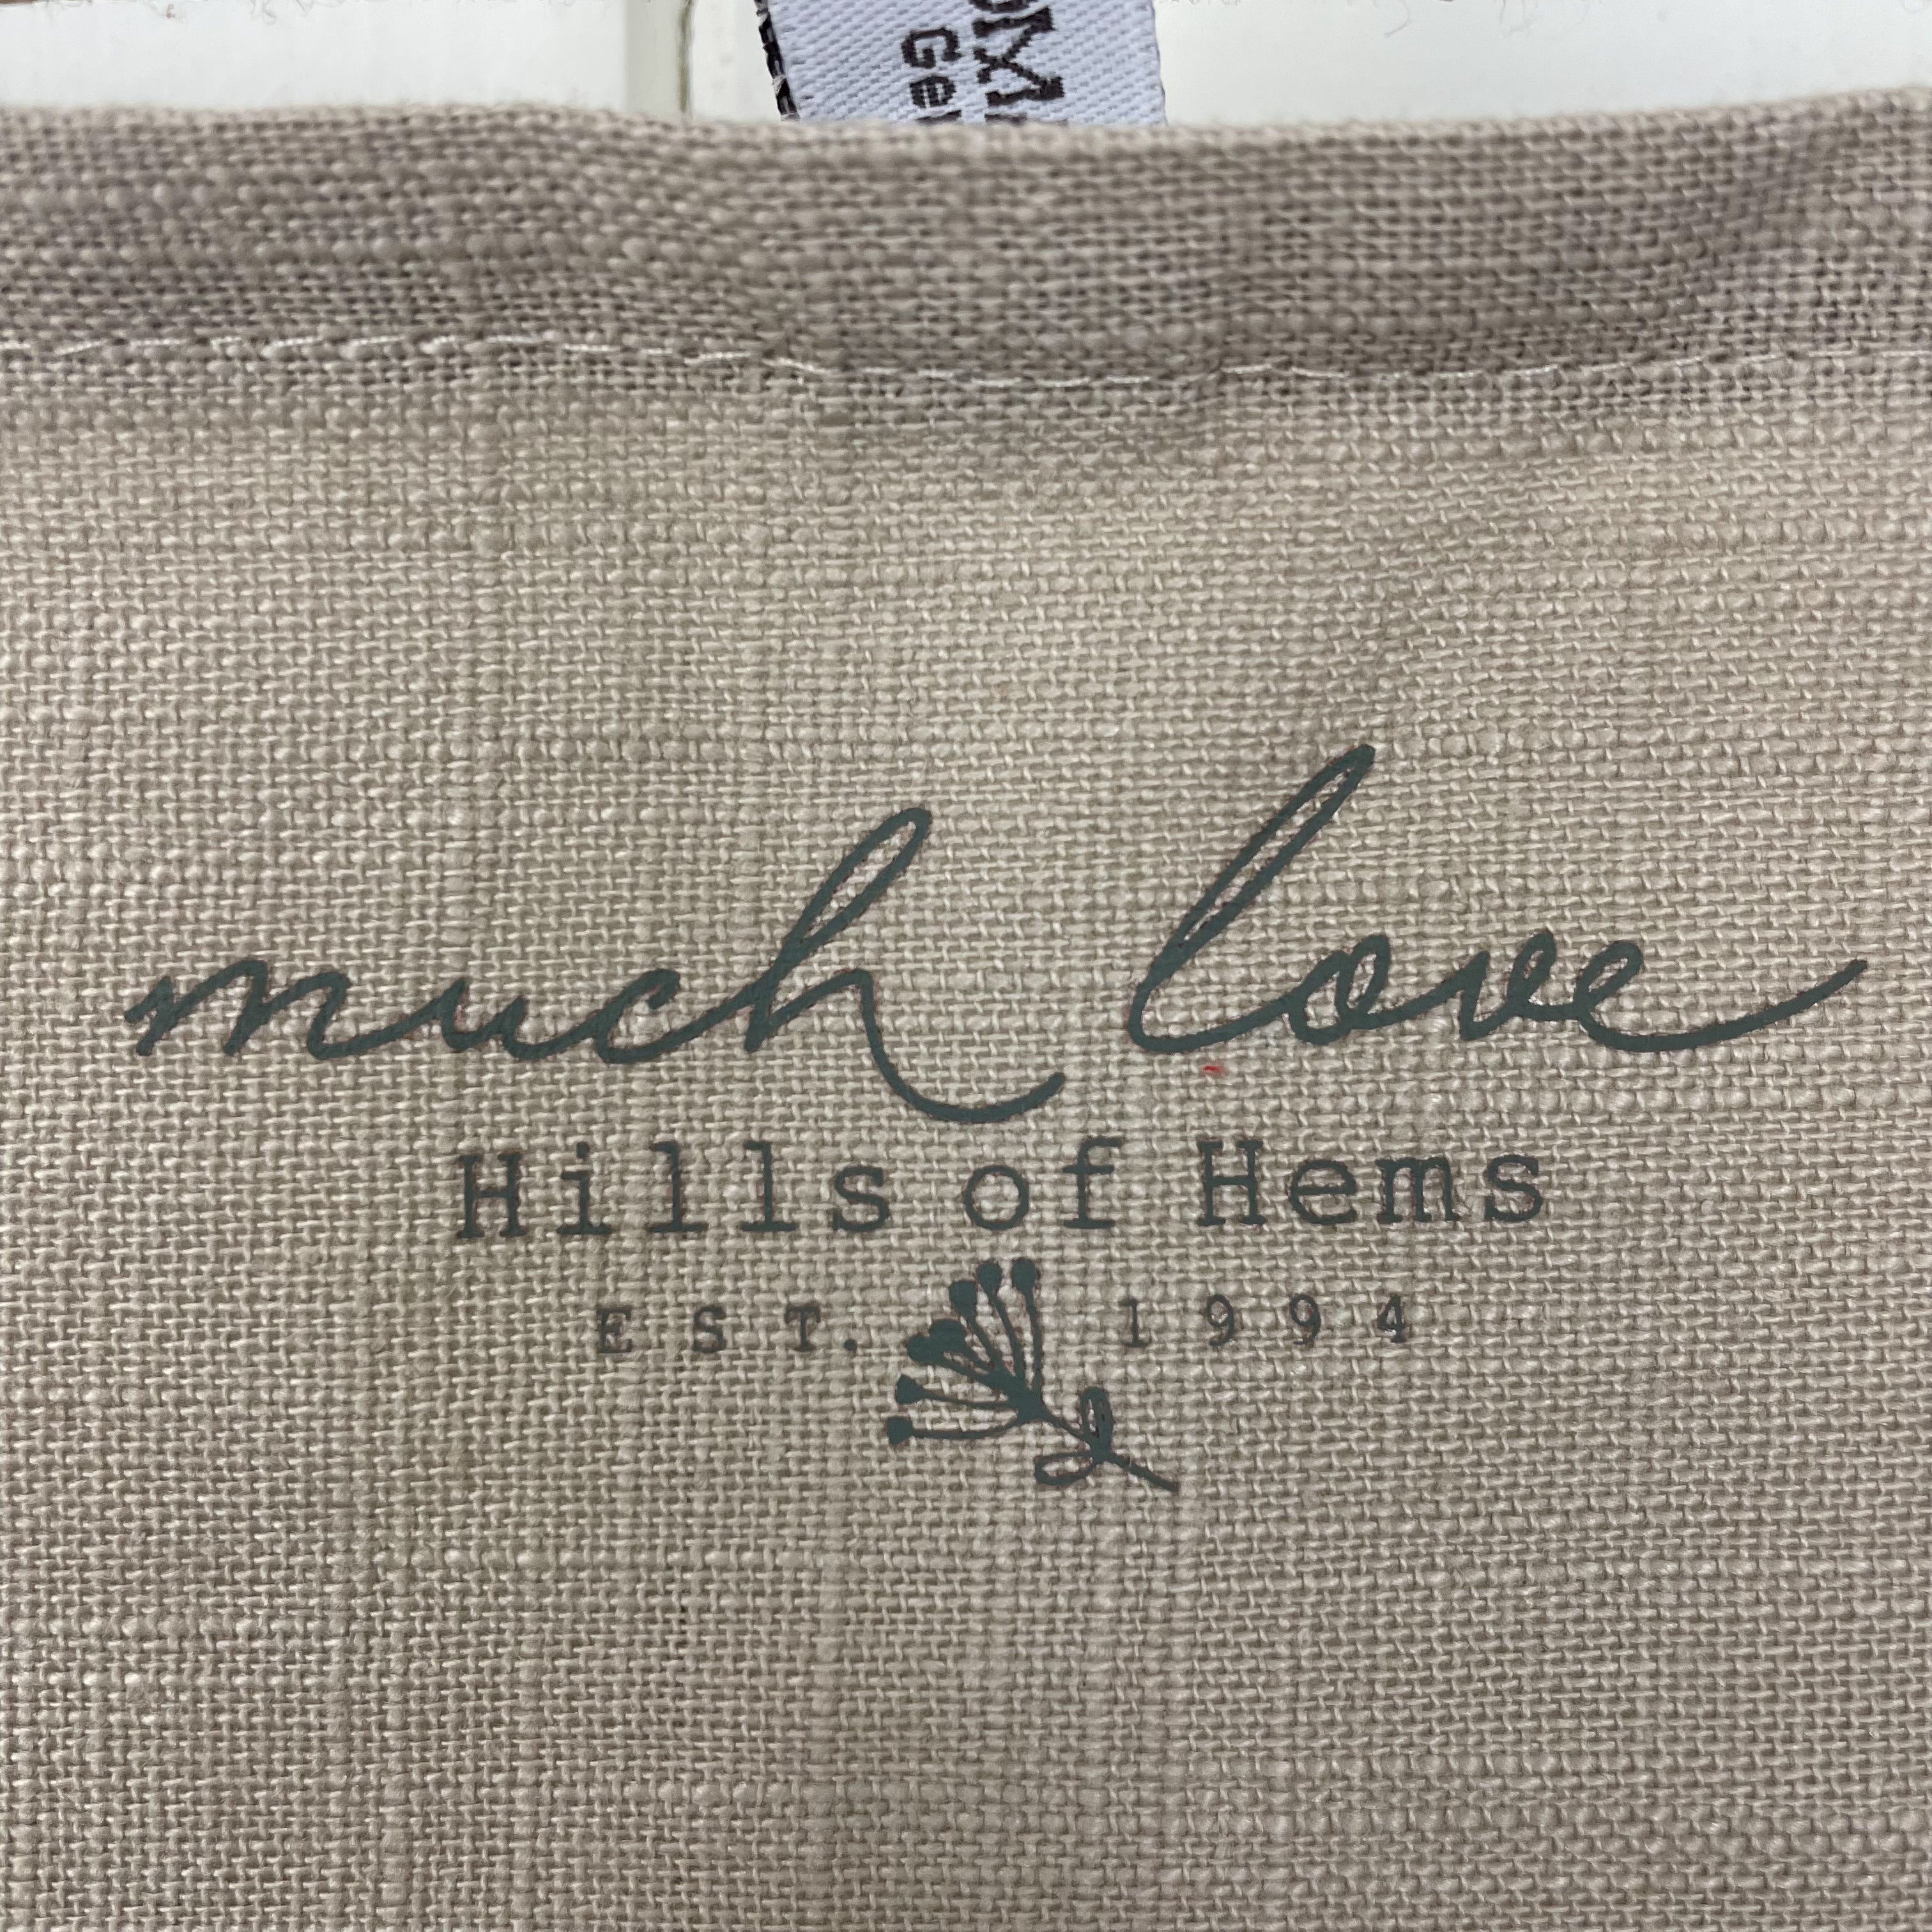 much love
Hills of Hems
EST. 1994